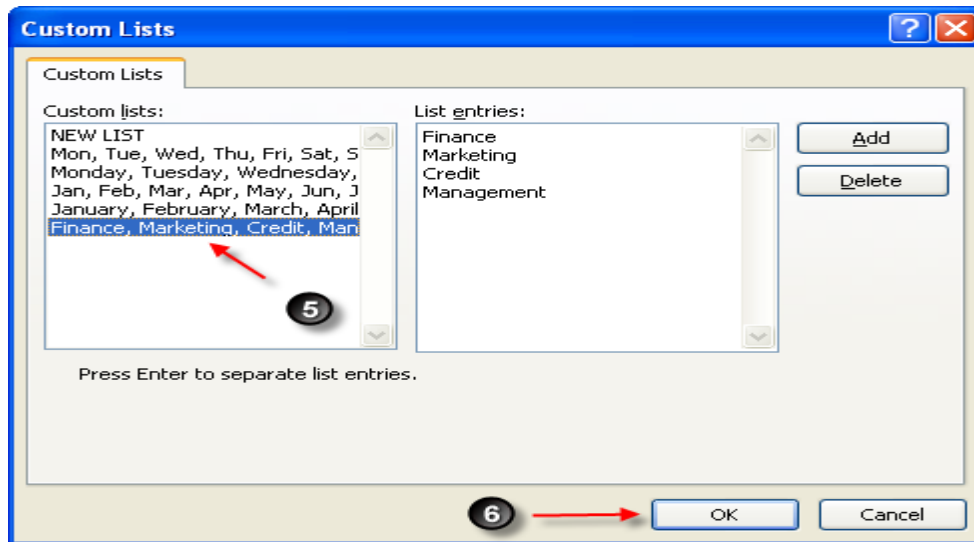 Custom Lists
Custom Lists
Custom lists:
NEW LIST
Mon, Tue, Wed, Thu, Fri, Sat, S
Monday, Tuesday, Wednesday,
Jan, Feb, Mar, Apr, May, Jun, J
January, February, March, April
Finance, Marketing, Credit, Man
List entries:
Finance
Marketing
Credit
Management
Add
Delete
5
Press Enter to separate list entries.
6
OK
Cancel